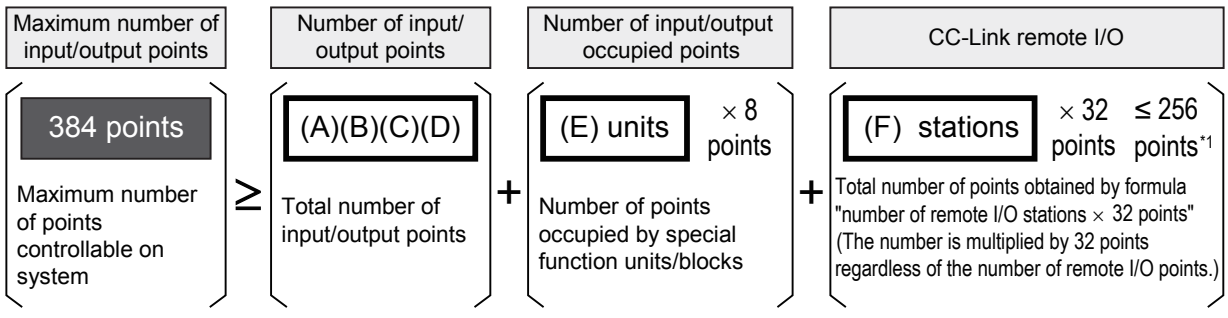 Maximum number of
input/output points
384 points
Maximum number
of points
controllable on
system
≥
Number of input/
output points
(A)(B)(C)(D)
Total number of
input/output points
+
Number of input/output
occupied points
(E) units
× 8
points
Number of points
occupied by special
function units/blocks
+
CC-Link remote I/O
(F) stations
× 32
points
≤ 256
points*1
Total number of points obtained by formula
"number of remote I/O stations × 32 points"
(The number is multiplied by 32 points
regardless of the number of remote I/O points.)